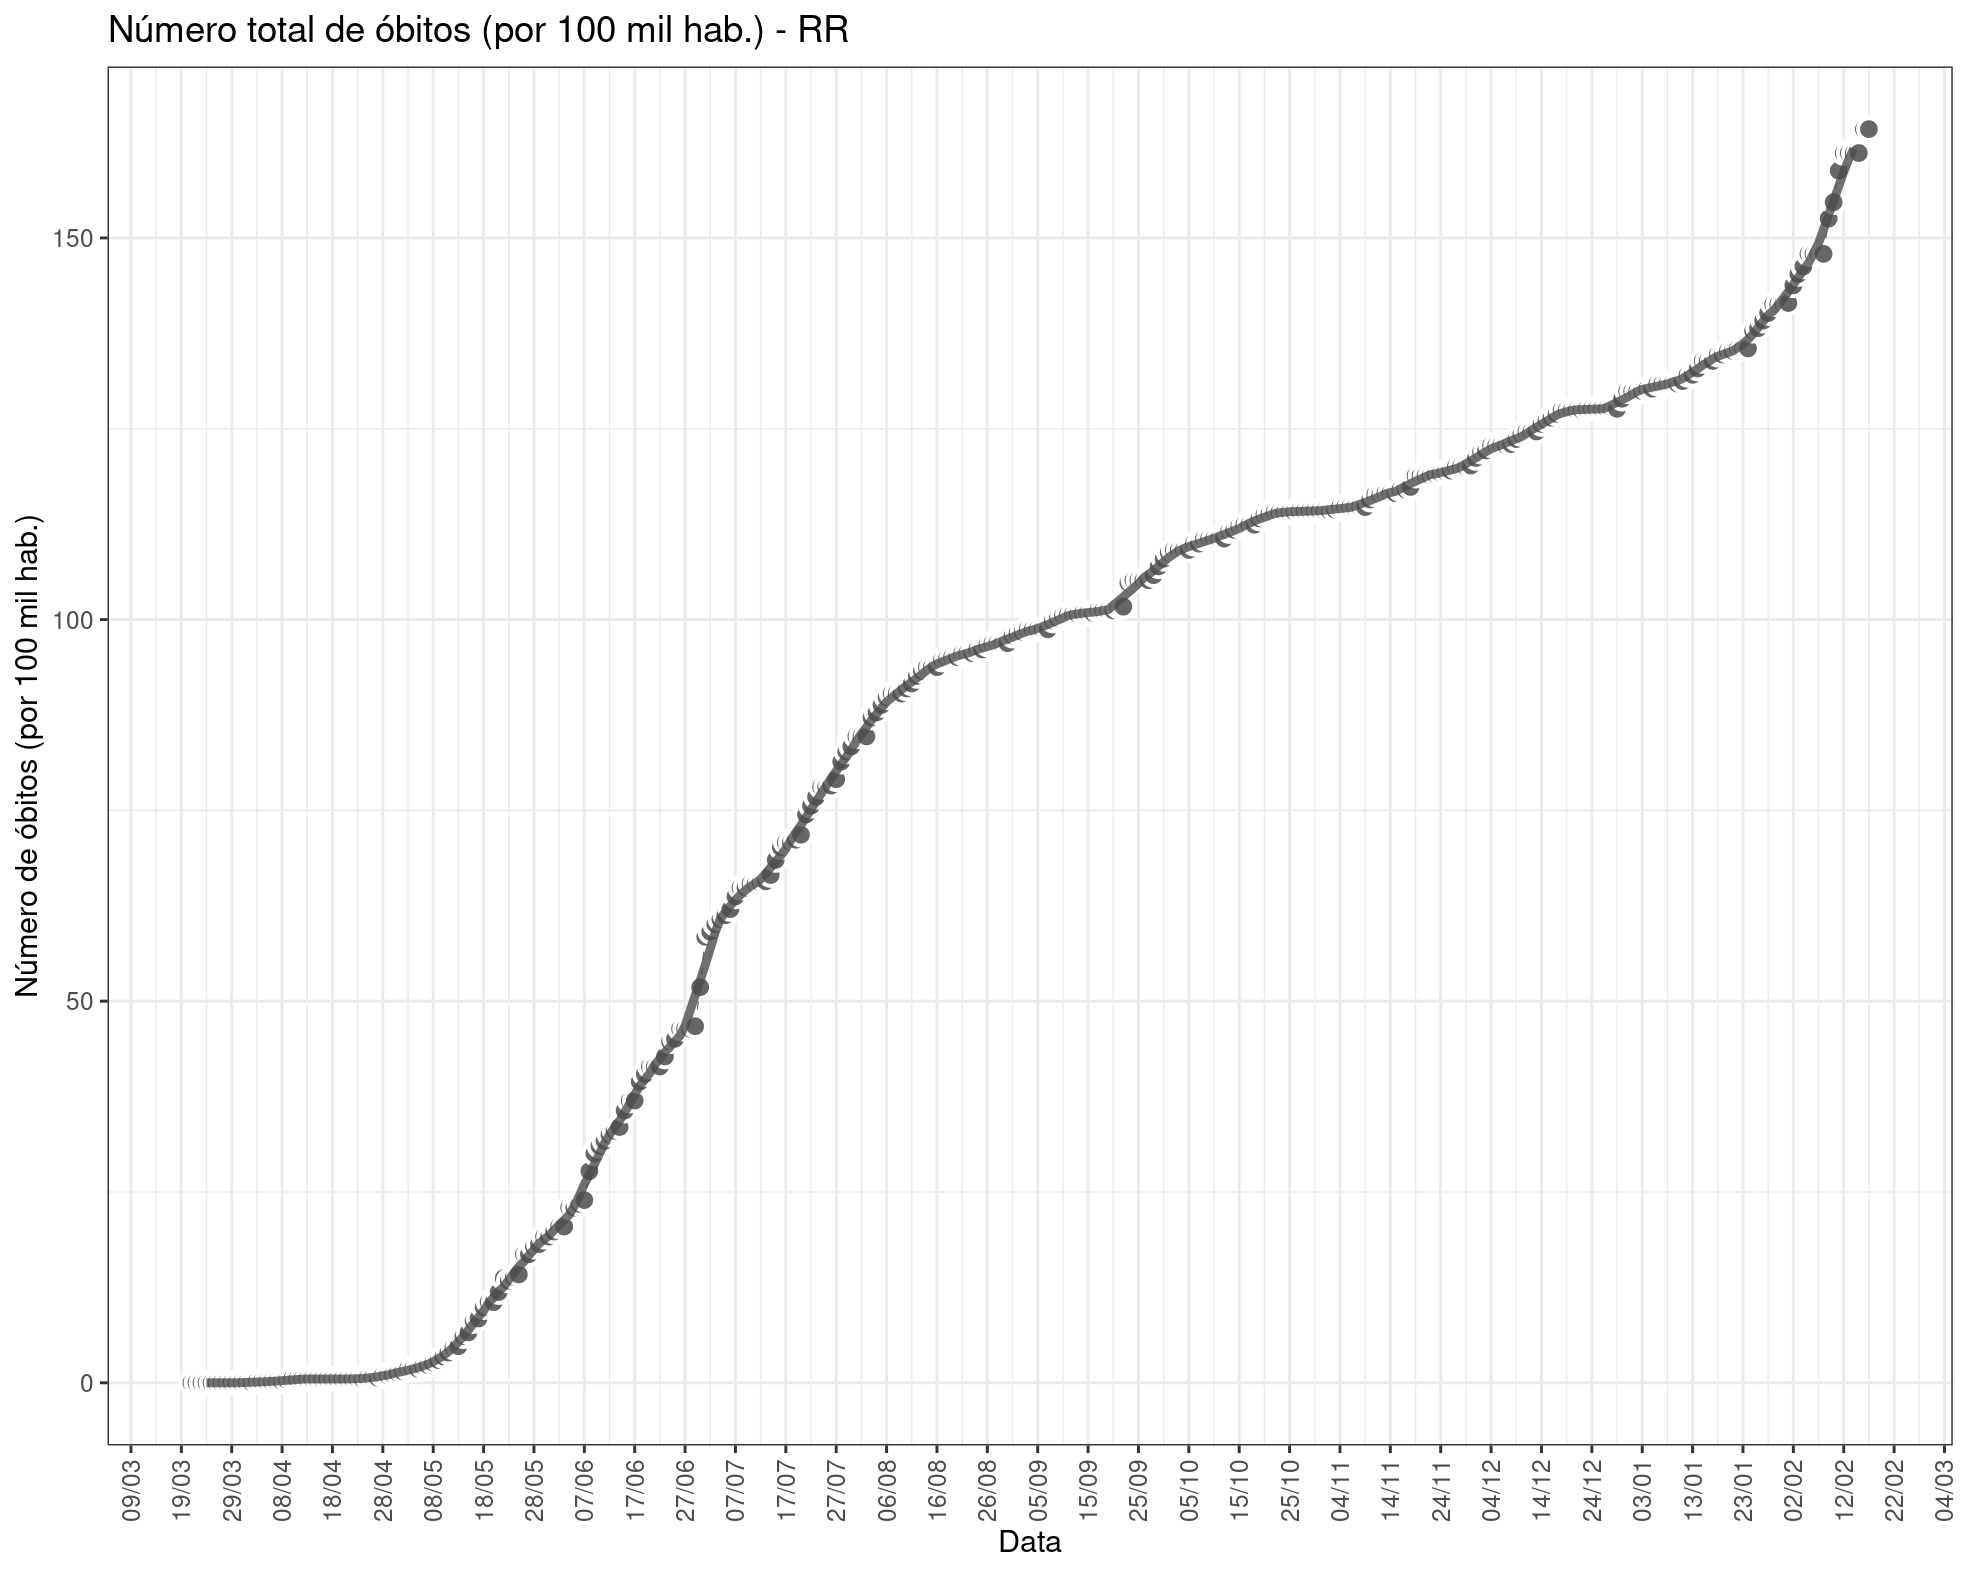 Número total de óbitos (por 100 mil hab.) - RR
Número de óbitos (por 100 mil hab.)
150
100
50
0
09/03 19/03 29/03 08/04 18/04 28/04 08/05 18/05 28/05 07/06 17/06 27/06 07/07 17/07 27/07 06/08 16/08 26/08 05/09 15/09 25/09 05/10 15/10 25/10 04/11 14/11 24/11 04/12 14/12 24/12 03/01 13/01 23/01 02/02 12/02 22/02 04/03
Data